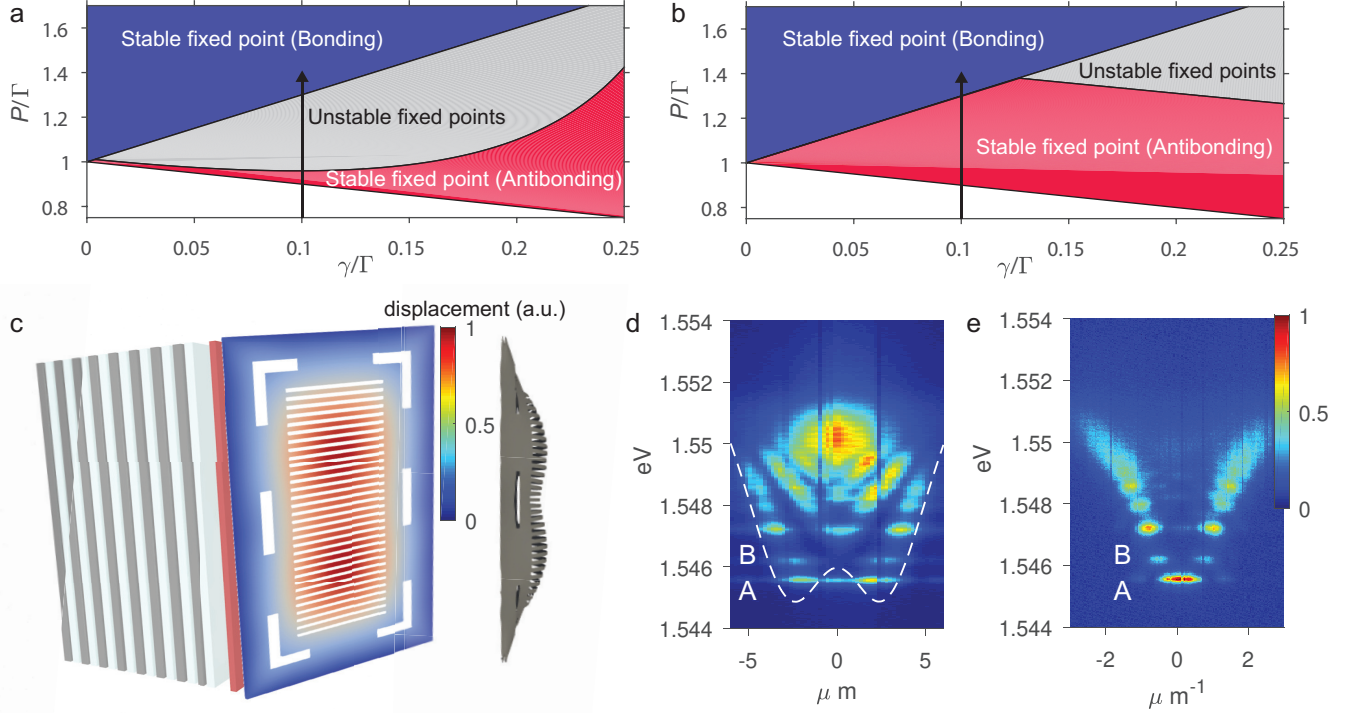 a
Stable fixed point (Bonding)
Unstable fixed points
Stable fixed point (Antibonding)
P/Γ
1.6
1.4
1.2
1
0.8
0 0.05 0.1 0.15 0.2 0.25
γ/Γ
b
Stable fixed point (Bonding)
Unstable fixed points
Stable fixed point (Antibonding)
P/Γ
1.6
1.4
1.2
1
0.8
0 0.05 0.1 0.15 0.2 0.25
γ/Γ
c
displacement (a.u.)
1
0.5
0
d
eV
1.554
1.552
1.55
1.548
1.546
1.544
B
A
-5 0 5
μ m
e
eV
1.554
1.552
1.55
1.548
1.546
1.544
B
A
-2 0 2
μ m⁻¹
1
0.5
0